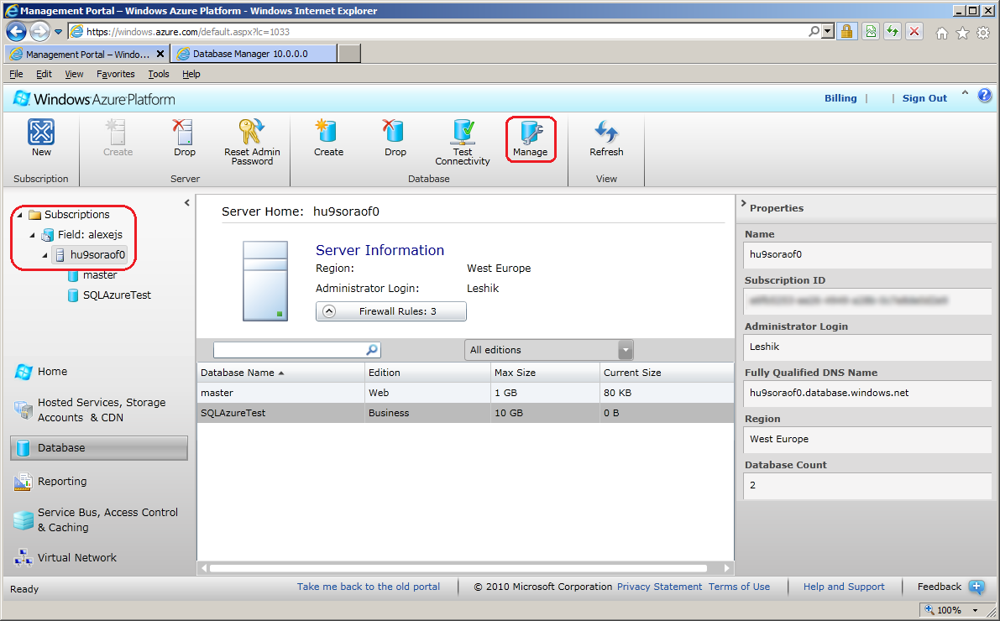 Management Portal – Windows Azure Platform - Windows Internet Explorer
https://windows.azure.com/default.aspx?lc=1033
Management Portal – Windo...
Database Manager 10.0.0.0
File Edit View Favorites Tools Help
Windows Azure Platform
Billing | | Sign Out
New
Create
Drop
Reset Admin Password
Create
Drop
Test Connectivity
Manage
Refresh
Subscription
Server
Database
View
Subscriptions
Field: alexejs
hu9soraof0
master
SQLAzureTest
Home
Hosted Services, Storage
Accounts & CDN
Database
Reporting
Service Bus, Access Control
& Caching
Virtual Network
Server Home: hu9soraof0
Server Information
Region: West Europe
Administrator Login: Leshik
Firewall Rules: 3
All editions
Database Name Edition Max Size Current Size
master Web 1 GB 80 KB
SQLAzureTest Business 10 GB 0 B
Properties
Name
hu9soraof0
Subscription ID
Administrator Login
Leshik
Fully Qualified DNS Name
hu9soraof0.database.windows.net
Region
West Europe
Database Count
2
Ready
Take me back to the old portal
© 2010 Microsoft Corporation Privacy Statement Terms of Use
Help and Support
Feedback
100%